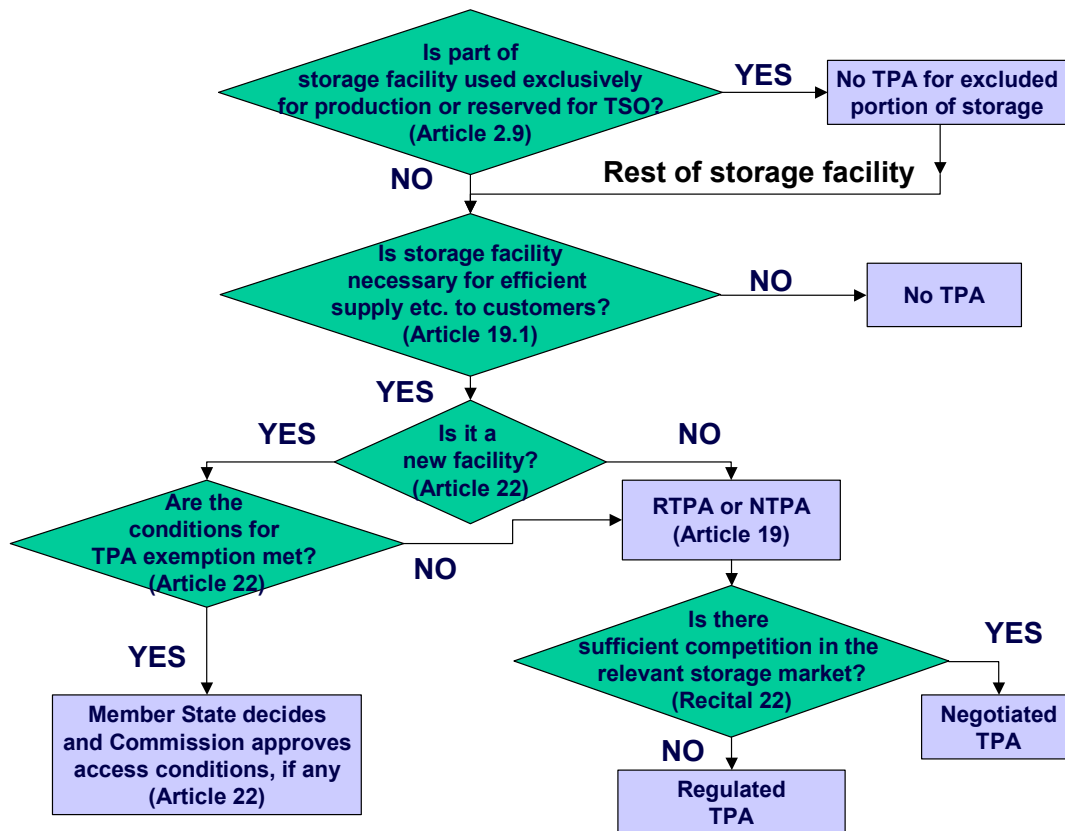 Is part of
storage facility used exclusively
for production or reserved for TSO?
(Article 2.9)
YES
No TPA for excluded
portion of storage
NO
Rest of storage facility
Is storage facility
necessary for efficient
supply etc. to customers?
(Article 19.1)
NO
No TPA
YES
YES
Is it a
new facility?
(Article 22)
NO
Are the
conditions for
TPA exemption met?
(Article 22)
NO
RTPA or NTPA
(Article 19)
YES
Is there
sufficient competition in the
relevant storage market?
(Recital 22)
YES
Member State decides
and Commission approves
access conditions, if any
(Article 22)
NO
Negotiated
TPA
Regulated
TPA